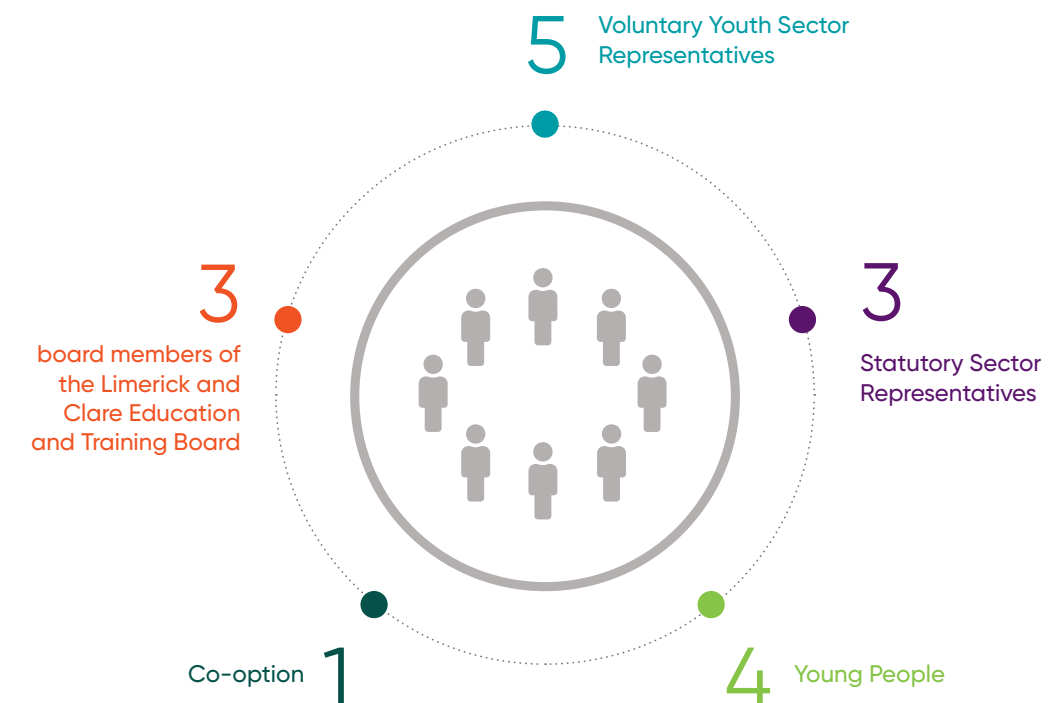 5
Voluntary Youth Sector
Representatives
3
board members of
the Limerick and
Clare Education
and Training Board
3
Statutory Sector
Representatives
Co-option
1
4
Young People